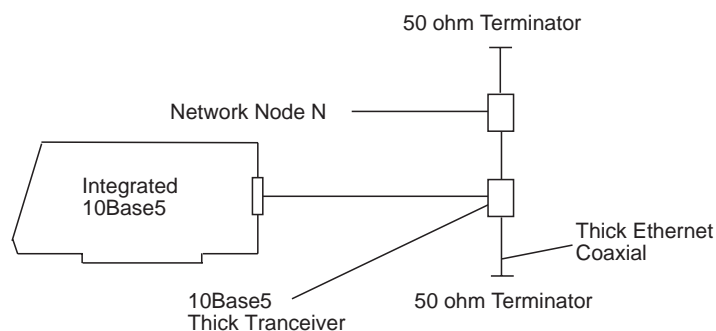 50 ohm Terminator
Network Node N
Integrated
10Base5
Thick Ethernet
Coaxial
10Base5
Thick Tranceiver
50 ohm Terminator